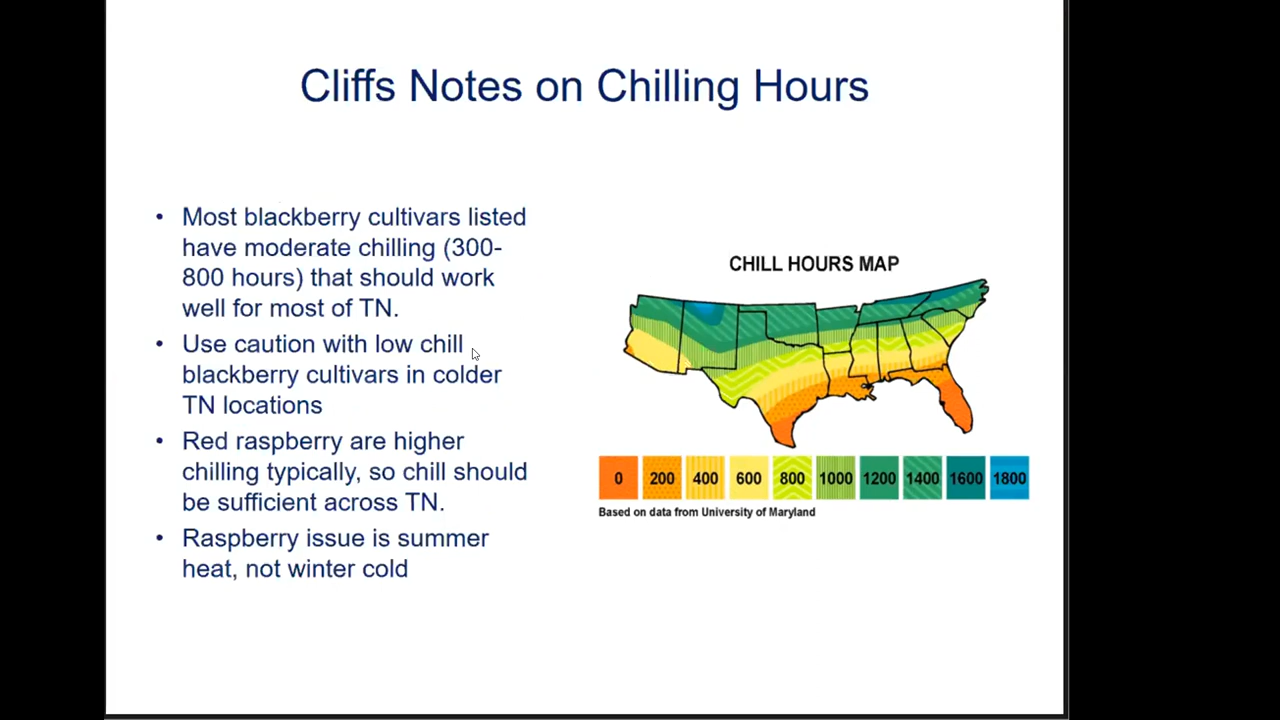 Cliffs Notes on Chilling Hours
• Most blackberry cultivars listed
have moderate chilling (300-
800 hours) that should work
well for most of TN.
• Use caution with low chill
blackberry cultivars in colder
TN locations
• Red raspberry are higher
chilling typically, so chill should
be sufficient across TN.
• Raspberry issue is summer
heat, not winter cold
CHILL HOURS MAP
0 200 400 600 800 1000 1200 1400 1600 1800
Based on data from University of Maryland